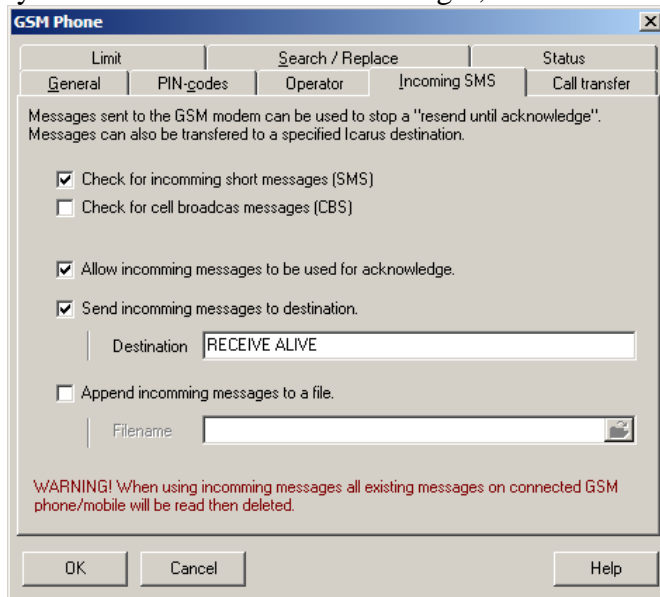 GSM Phone
Limit Search / Replace Status
General PIN-codes Operator Incoming SMS Call transfer
Messages sent to the GSM modem can be used to stop a "resend until acknowledge".
Messages can also be transfered to a specified Icarus destination.
Check for incomming short messages (SMS)
Check for cell broadcas messages (CBS)
Allow incomming messages to be used for acknowledge.
Send incomming messages to destination.
Destination RECEIVE ALIVE
Append incomming messages to a file.
Filename
WARNING! When using incomming messages all existing messages on connected GSM
phone/mobile will be read then deleted.
OK Cancel Help